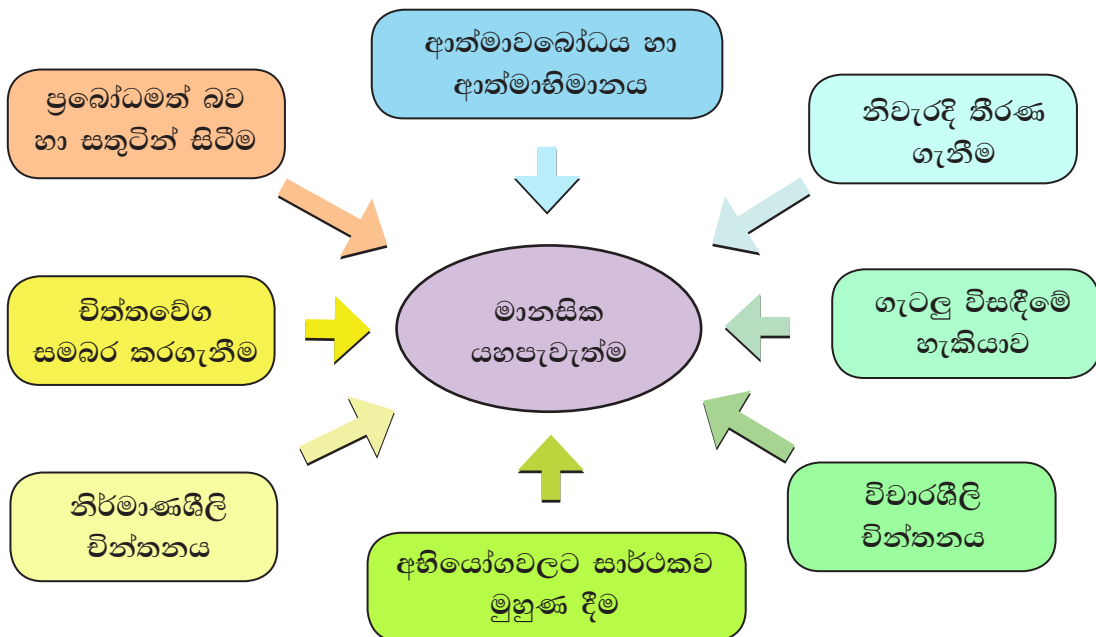 ආත්මාවබෝධය හා
ආත්මාභිමානය
ප්‍රබෝධමත් බව
හා සතුටින් සිටීම
නිවැරදි තීරණ
ගැනීම
චිත්තවේග
සමබර කරගැනීම
මානසික
යහපැවැත්ම
ගැටලු විසඳීමේ
හැකියාව
නිර්මාණශීලි
චින්තනය
විචාරශීලි
චින්තනය
අභියෝගවලට සාර්ථකව
මුහුණ දීම